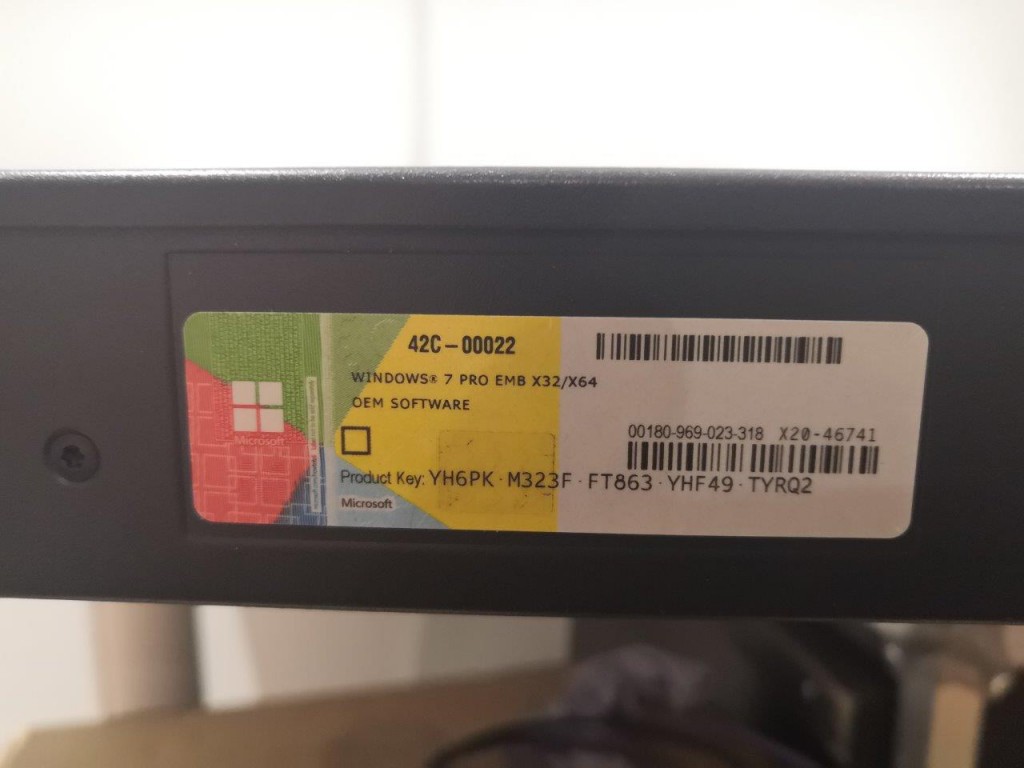 42C-00022
WINDOWS® 7 PRO EMB X32/X64
OEM SOFTWARE
00180-969-023-318 X20-46741
Microsoft
Product Key: YH6PK-M323F-FT863-YHF49-TYRQ2
Microsoft